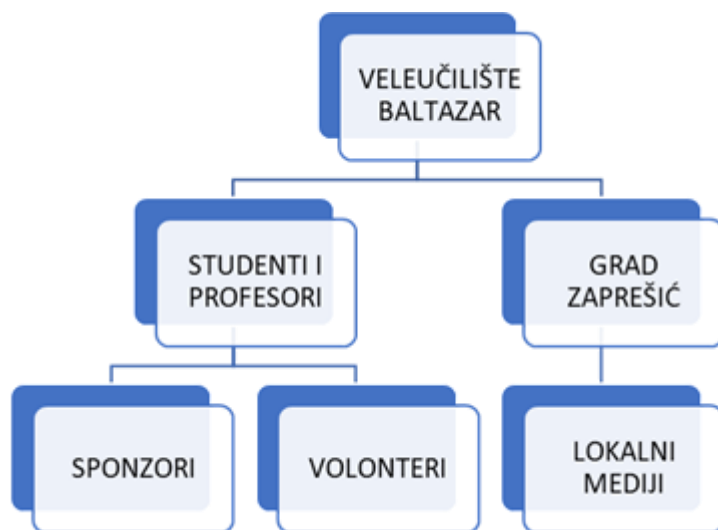 VELEUČILIŠTE
BALTAZAR
STUDENTI I
PROFESORI
GRAD
ZAPREŠIĆ
SPONZORI
VOLONTERI
LOKALNI
MEDIJI